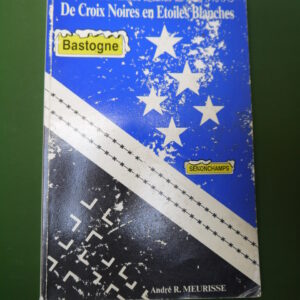 De Croix Noires en Etoiles Blanches
Bastogne
SENONCHAMPS
André R. MEURISSE